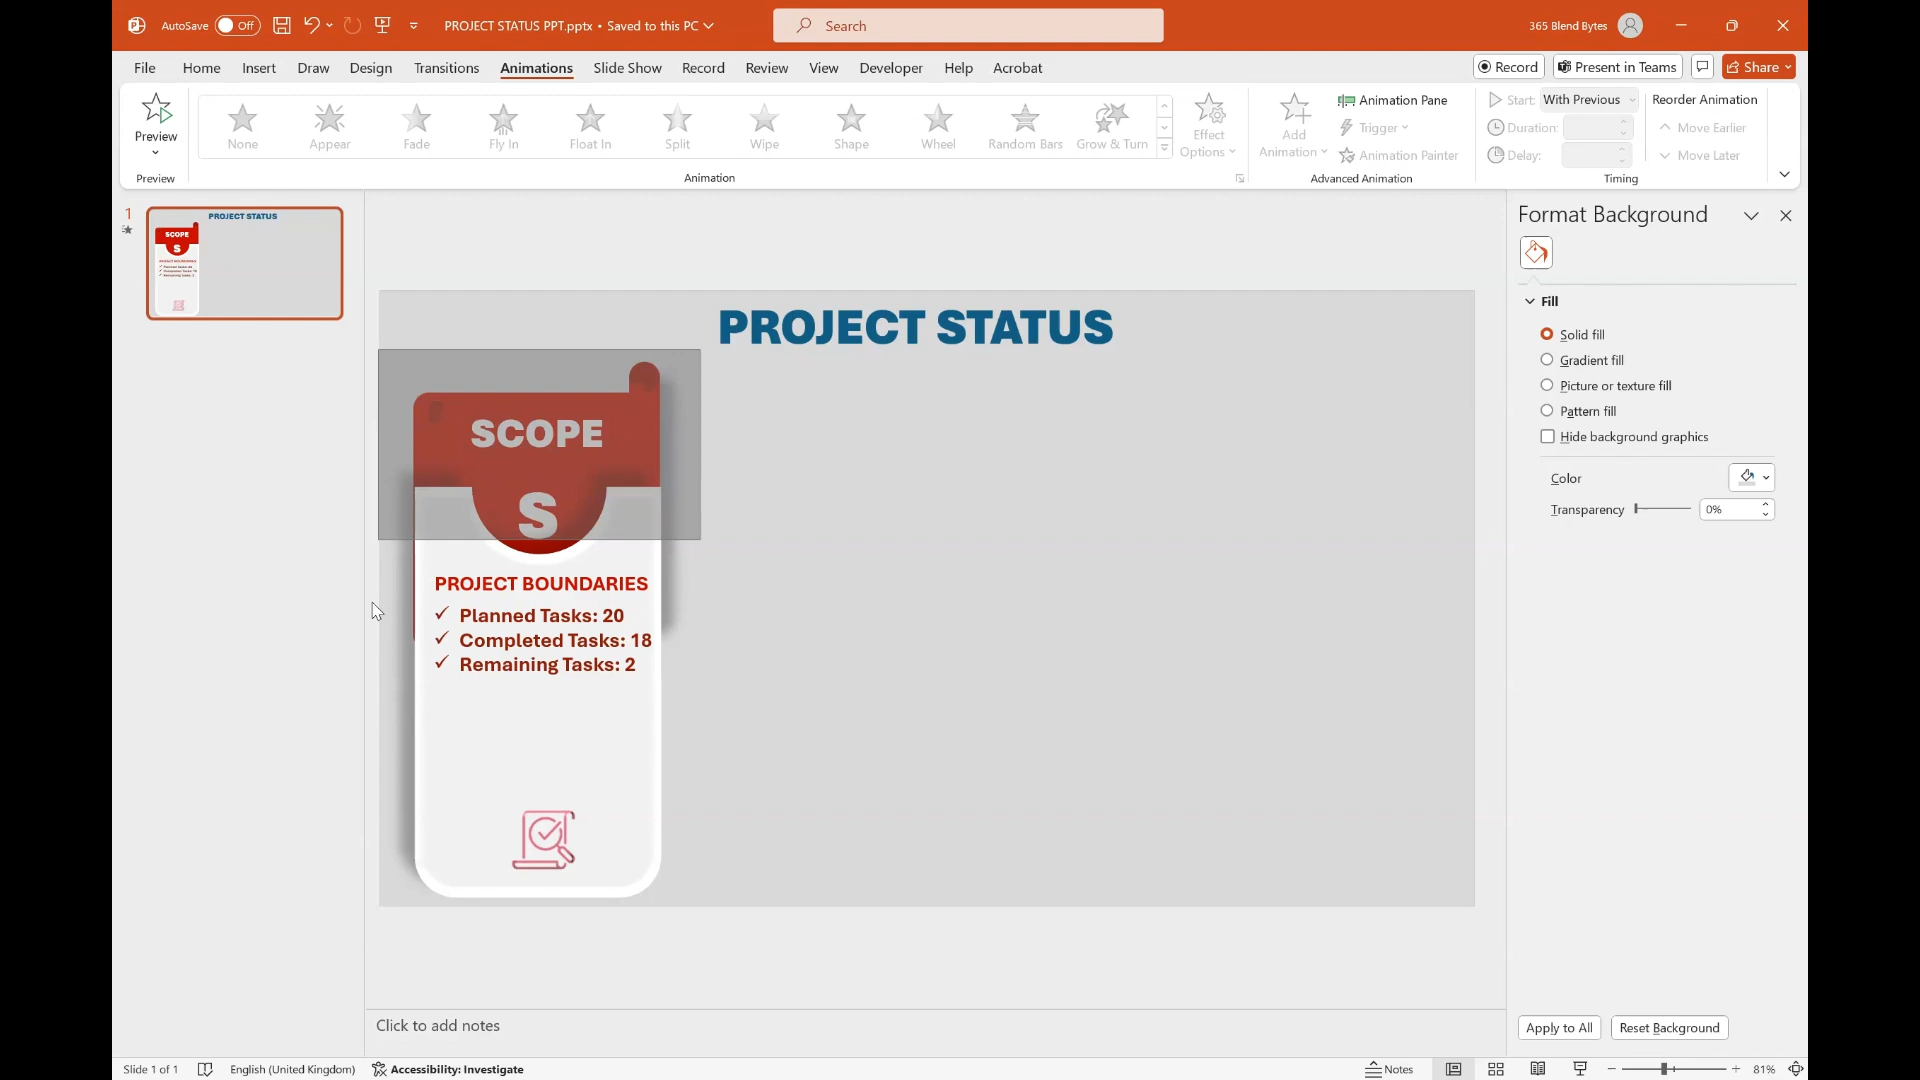 AutoSave Off PROJECT STATUS PPT.pptx • Saved to this PC Search 365 Blend Bytes
File Home Insert Draw Design Transitions Animations Slide Show Record Review View Developer Help Acrobat Record Present in Teams Share
Preview
None Appear Fade Fly In Float In Split Wipe Shape Wheel Random Bars Grow & Turn
Effect Options
Add Animation
Animation Pane
Trigger
Animation Painter
Start: With Previous
Duration:
Delay:
Reorder Animation
Move Earlier
Move Later
Preview Animation Advanced Animation Timing
1
PROJECT STATUS
SCOPE
S
PROJECT STATUS
SCOPE
S
PROJECT BOUNDARIES
✓ Planned Tasks: 20
✓ Completed Tasks: 18
✓ Remaining Tasks: 2
Format Background
Fill
Solid fill
Gradient fill
Picture or texture fill
Pattern fill
Hide background graphics
Color
Transparency 0%
Apply to All Reset Background
Click to add notes
Slide 1 of 1 English (United Kingdom) Accessibility: Investigate Notes 81%